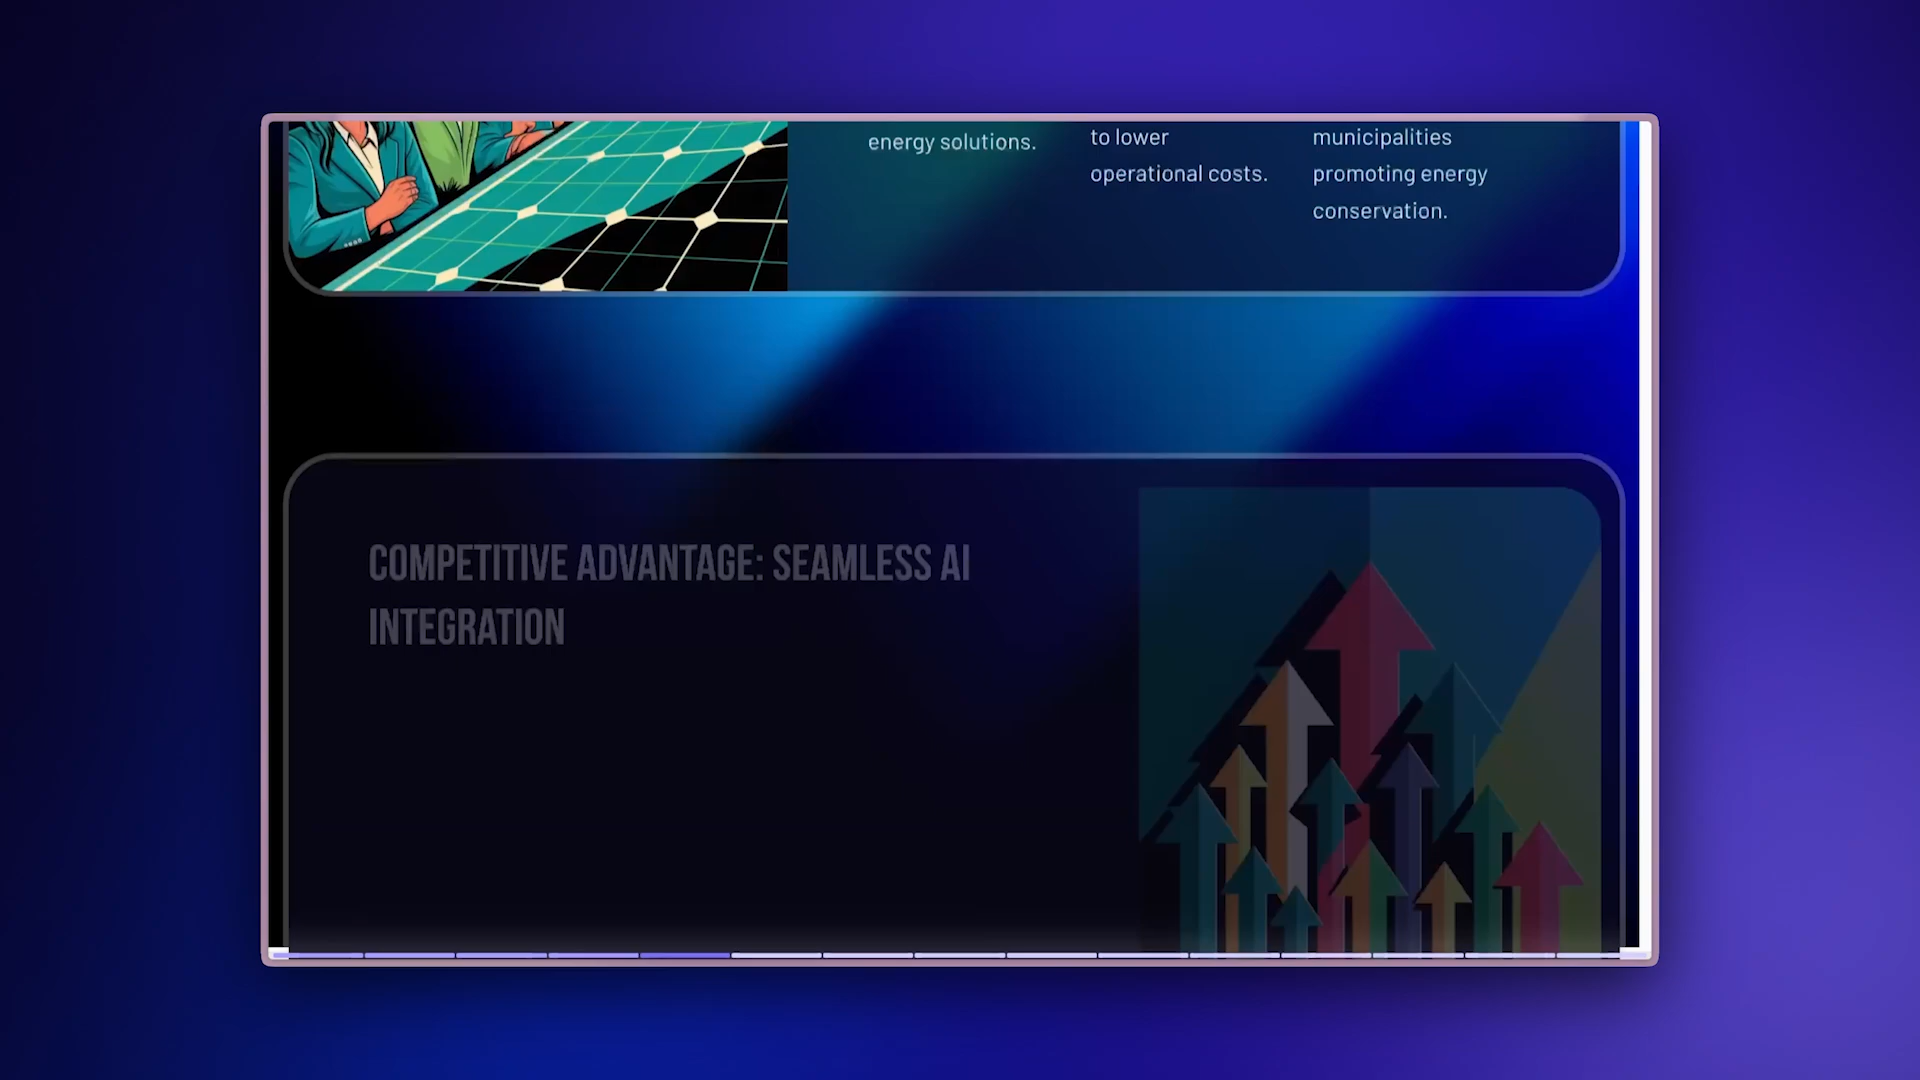 energy solutions.
to lower
operational costs.
municipalities
promoting energy
conservation.
COMPETITIVE ADVANTAGE: SEAMLESS AI
INTEGRATION